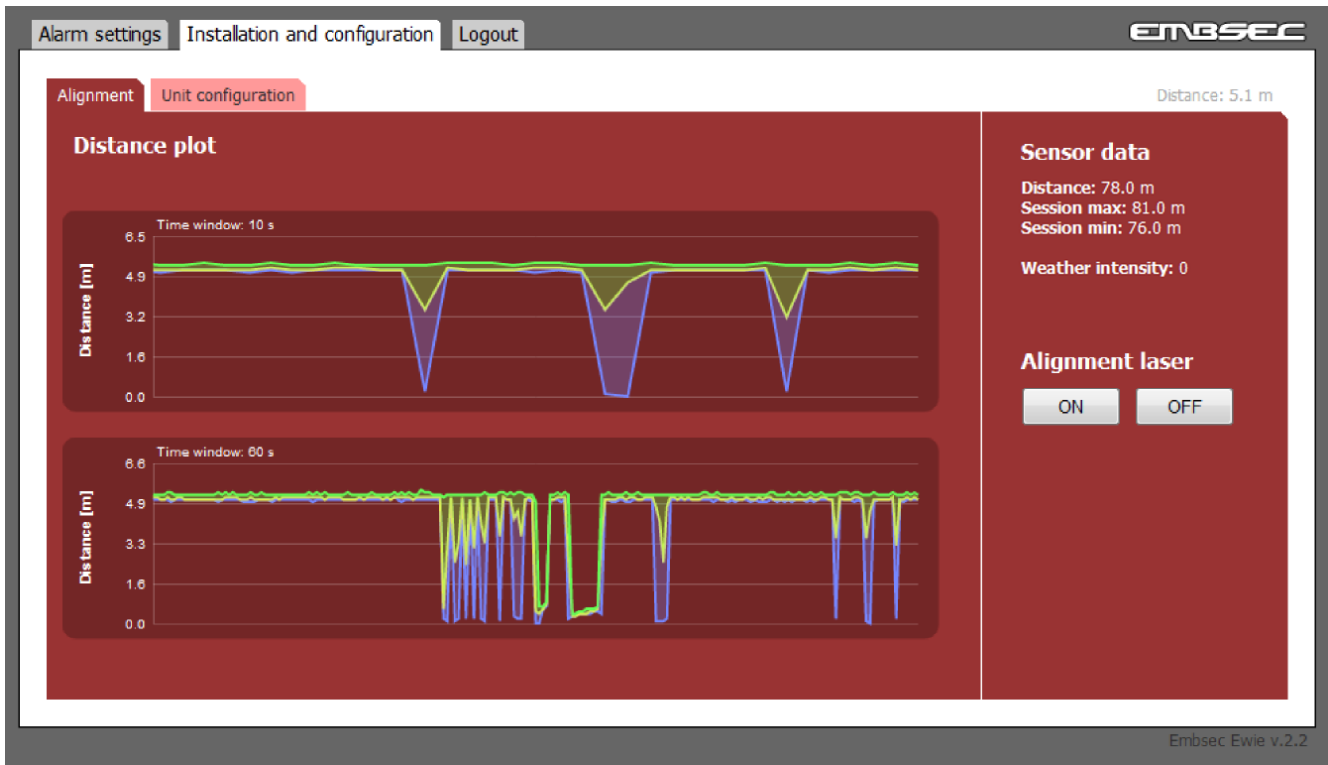 Alarm settings Installation and configuration Logout EMBSEC
Alignment Unit configuration Distance: 5.1 m
Distance plot
Time window: 10 s
6.5
4.9
3.2
1.6
0.0
Distance [m]
Time window: 60 s
6.6
4.9
3.3
1.6
0.0
Distance [m]
Sensor data
Distance: 78.0 m
Session max: 81.0 m
Session min: 76.0 m
Weather intensity: 0
Alignment laser
ON OFF
Embsec Ewie v.2.2